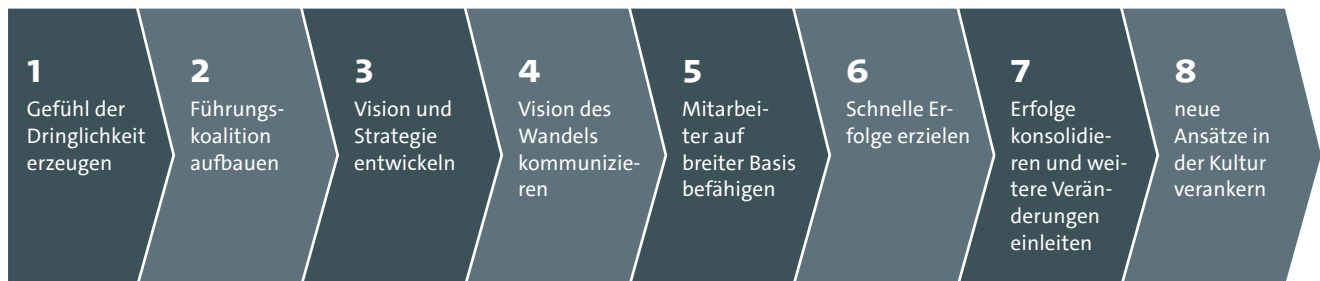 1
Gefühl der
Dringlichkeit
erzeugen
2
Führungs-
koalition
aufbauen
3
Vision und
Strategie
entwickeln
4
Vision des
Wandels
kommunizie-
ren
5
Mitarbei-
ter auf
breiter Basis
befähigen
6
Schnelle Er-
folge erzielen
7
Erfolge
konsolidie-
ren und wei-
tere Verän-
derungen
einleiten
8
neue
Ansätze in
der Kultur
verankern